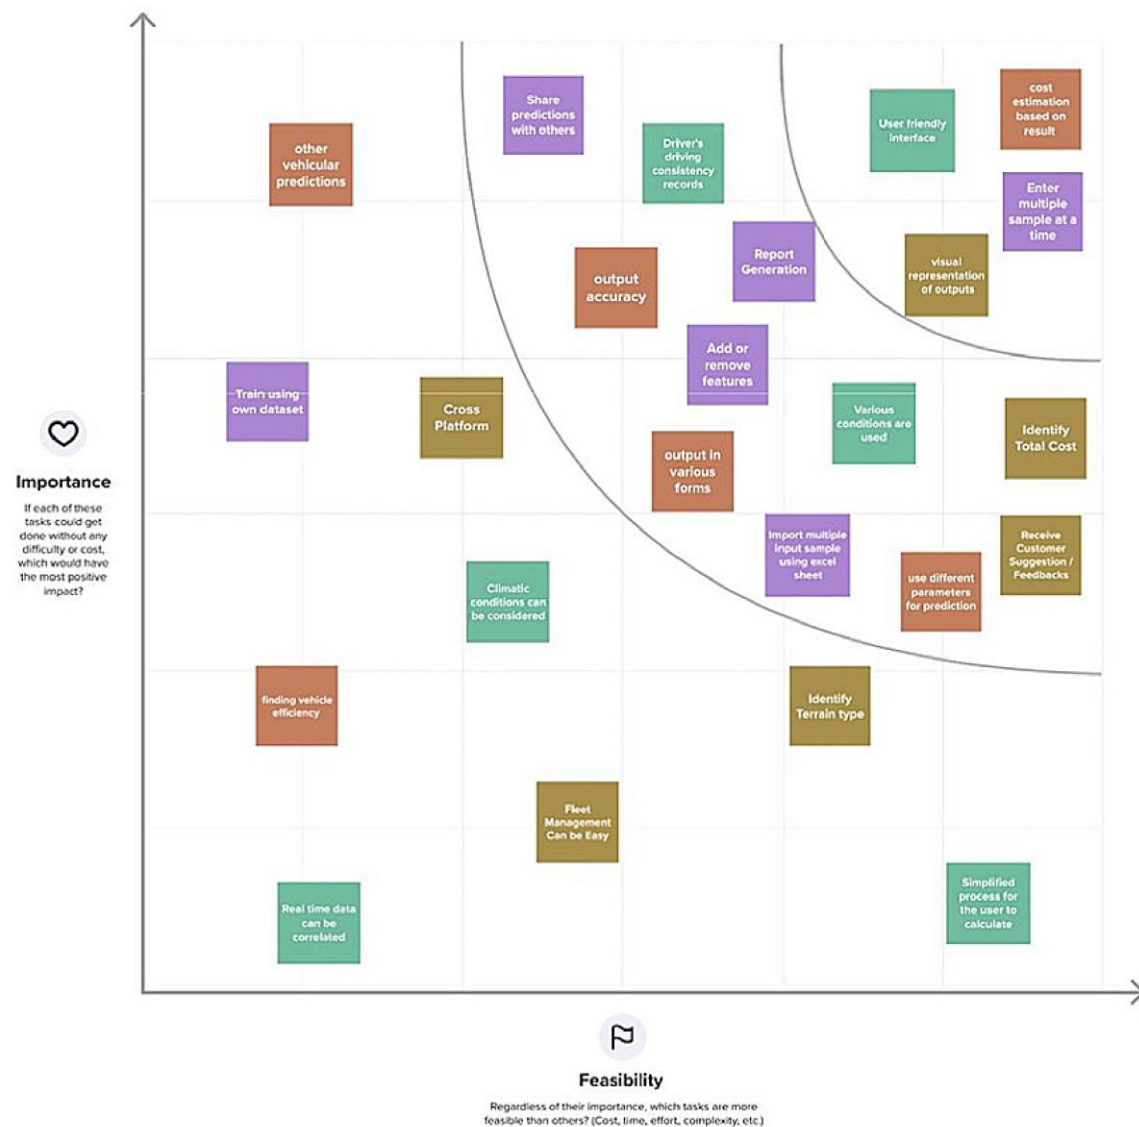 Share
predictions
with others
cost
estimation
based on
result
User friendly
interface
other
vehicular
predictions
Driver's
driving
consistency
records
Enter
multiple
sample at a
time
Report
Generation
visual
representation
of outputs
output
accuracy
Add or
remove
features
Train using
own dataset
Cross
Platform
Various
conditions are
used
Identify
Total Cost
output in
various
forms
Importance
If each of these
tasks could get
done without any
difficulty or cost,
which would have
the most positive
impact?
Import multiple
input sample
using excel
sheet
Receive
Customer
Suggestion /
Feedbacks
use different
parameters
for prediction
Climatic
conditions can
be considered
finding vehicle
efficiency
Identify
Terrain type
Fleet
Management
Can be Easy
Real time data
can be
correlated
Simplified
process for
the user to
calculate
Feasibility
Regardless of their importance, which tasks are more
feasible than others? (Cost, time, effort, complexity, etc.)